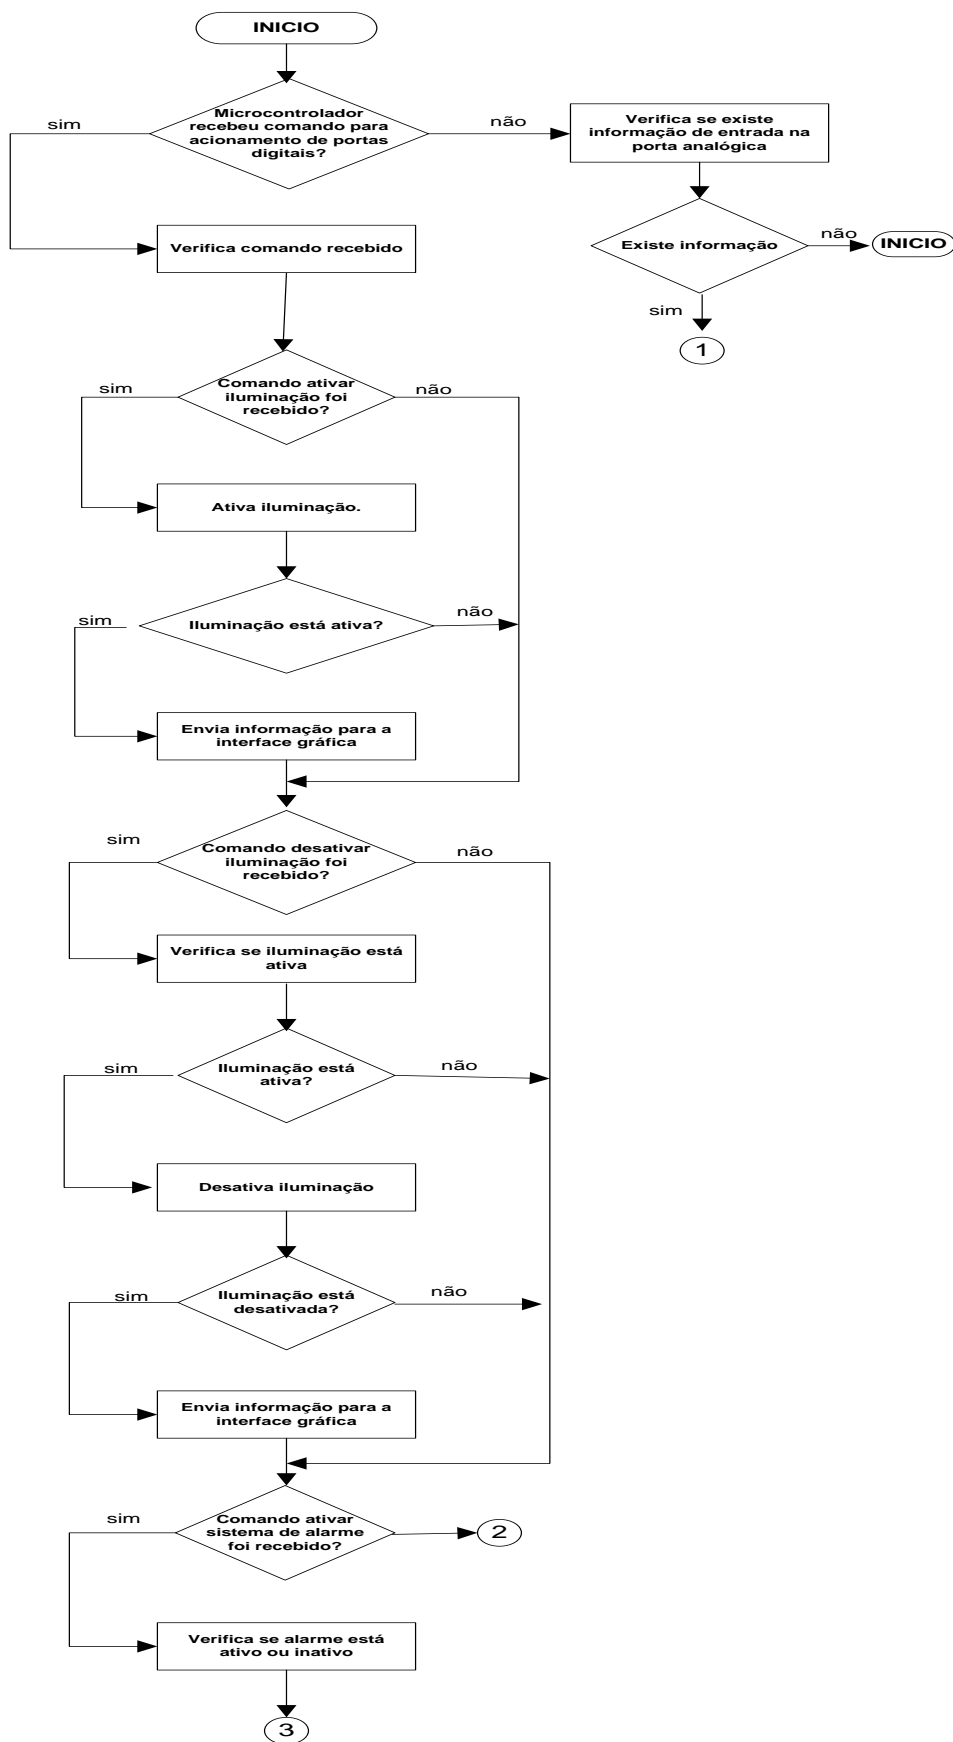 INICIO
Microcontrolador
recebeu comando para
acionamento de portas
digitais?
sim
não
Verifica se existe
informação de entrada na
porta analógica
Verifica comando recebido
Existe informação
não
INICIO
sim
1
Comando ativar
iluminação foi
recebido?
sim
não
Ativa iluminação.
Iluminação está ativa?
sim
não
Envia informação para a
interface gráfica
Comando desativar
iluminação foi
recebido?
sim
não
Verifica se iluminação está
ativa
Iluminação está
ativa?
sim
não
Desativa iluminação
Iluminação está
desativada?
sim
não
Envia informação para a
interface gráfica
Comando ativar
sistema de alarme
foi recebido?
sim
2
Verifica se alarme está
ativo ou inativo
3